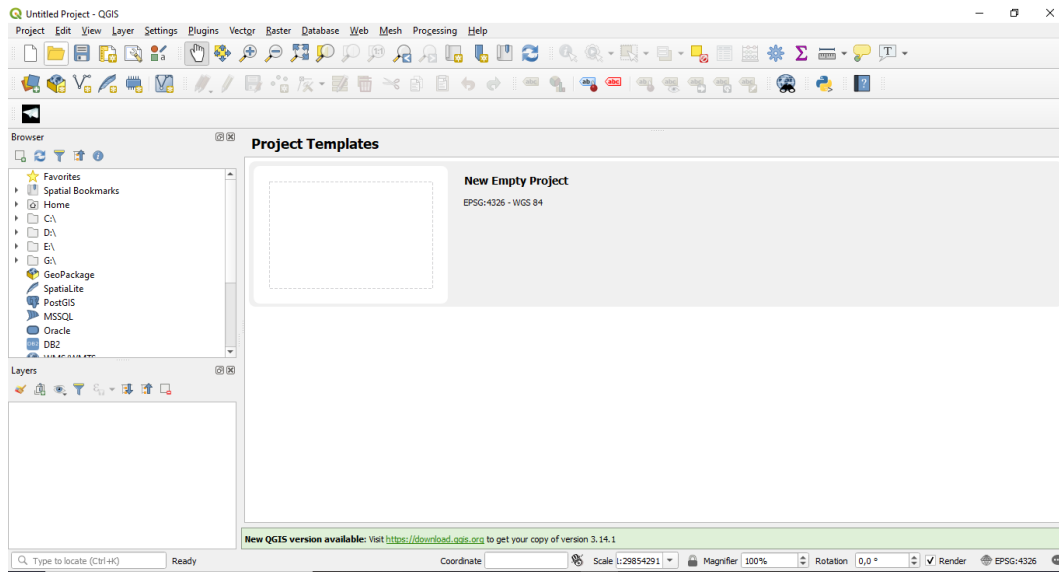 Untitled Project - QGIS
Project Edit View Layer Settings Plugins Vector Raster Database Web Mesh Processing Help
Browser
Favorites
Spatial Bookmarks
Home
C:\
D:\
E:\
G:\
GeoPackage
SpatiaLite
PostGIS
MSSQL
Oracle
DB2
Layers
Project Templates
New Empty Project
EPSG:4326 - WGS 84
New QGIS version available: Visit https://download.qgis.org to get your copy of version 3.14.1
Type to locate (Ctrl+K) Ready Coordinate Scale 1:29854291 Magnifier 100% Rotation 0,0 ° Render EPSG:4326